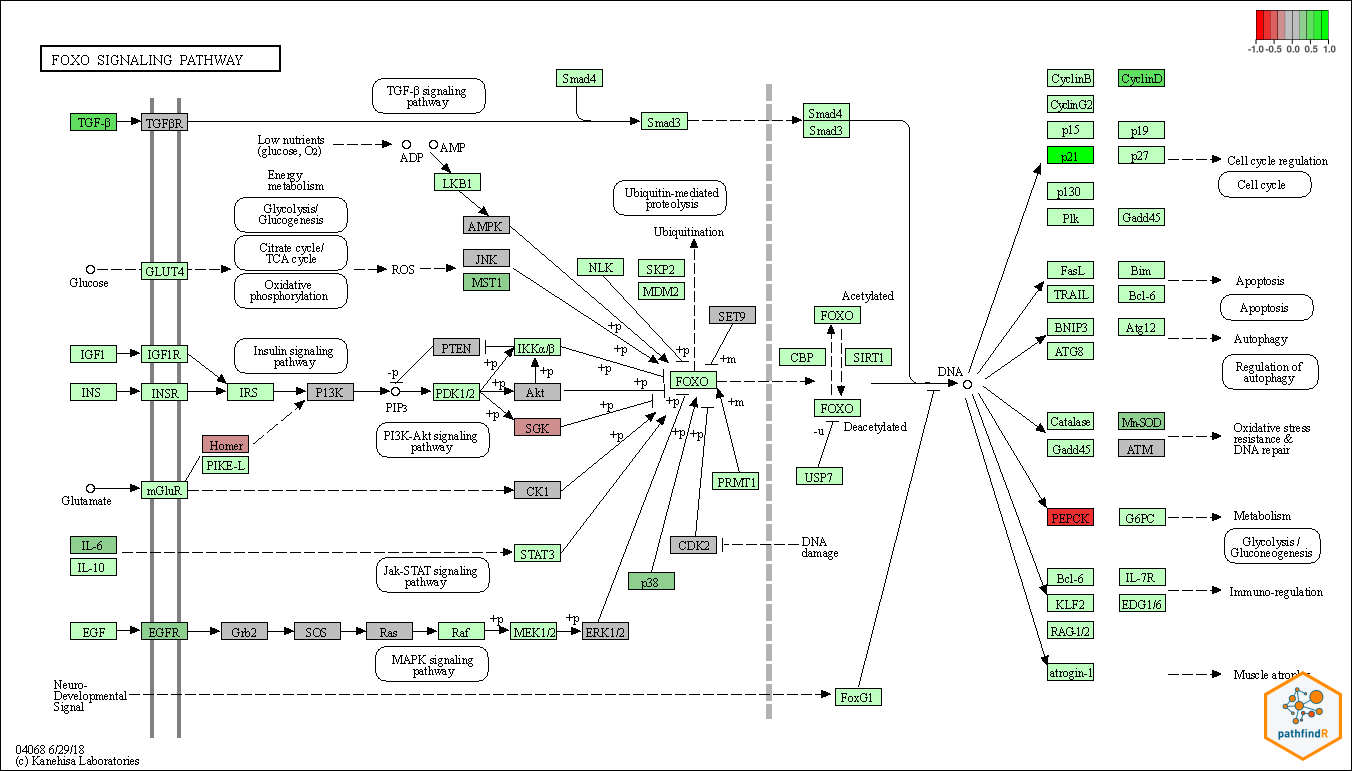 -1.0 -0.5 0.0 0.5 1.0
FOXO SIGNALING PATHWAY
TGF-β signaling
pathway
Smad4
CyclinB
CyclinD
CyclinG2
TGF-β
TGFβR
Smad3
Smad4
Smad3
p15
p19
Low nutrients
(glucose, O2)
ADP
AMP
p21
p27
Cell cycle regulation
Energy
metabolism
LKB1
Cell cycle
Glycolysis/
Glucogenesis
Ubiquitin-mediated
proteolysis
p130
AMPK
Plk
Gadd45
Ubiquitination
Citrate cycle/
TCA cycle
JNK
MST1
NLK
SKP2
MDM2
Glucose
GLUT4
ROS
FasL
Bim
Apoptosis
Oxidative
phosphorylation
TRAIL
Bcl-6
Apoptosis
Acetylated
SET9
FOXO
BNIP3
Atg12
Autophagy
+p
+p
+m
IGF1
IGF1R
Insulin signaling
pathway
PTEN
IKKα/β
CBP
SIRT1
ATG8
Regulation of
autophagy
-p
+p
+p
+p
DNA
INS
INSR
IRS
P13K
PIP3
PDK1/2
+p
Akt
+p
FOXO
+p
SGK
+p
+p
+p
+p
+m
FOXO
Deacetylated
-u
PI3K-Akt signaling
pathway
Catalase
Mn-SOD
Oxidative stress
resistance &
DNA repair
Gadd45
ATM
Homer
PIKE-L
USP7
PRMT1
Glutamate
mGluR
CK1
PEPCK
G6PC
Metabolism
IL-6
IL-10
STAT3
CDK2
DNA
damage
Glycolysis /
Gluconeogenesis
Jak-STAT signaling
pathway
p38
Bcl-6
IL-7R
Immuno-regulation
KLF2
EDG1/6
EGF
EGFR
Grb2
SOS
Ras
Raf
+p
MEK1/2
+p
ERK1/2
RAG-1/2
MAPK signaling
pathway
atrogin-1
Muscle atrophy
Neuro-
Developmental
Signal
FoxG1
pathfindR
04068 6/29/18
(c) Kanehisa Laboratories